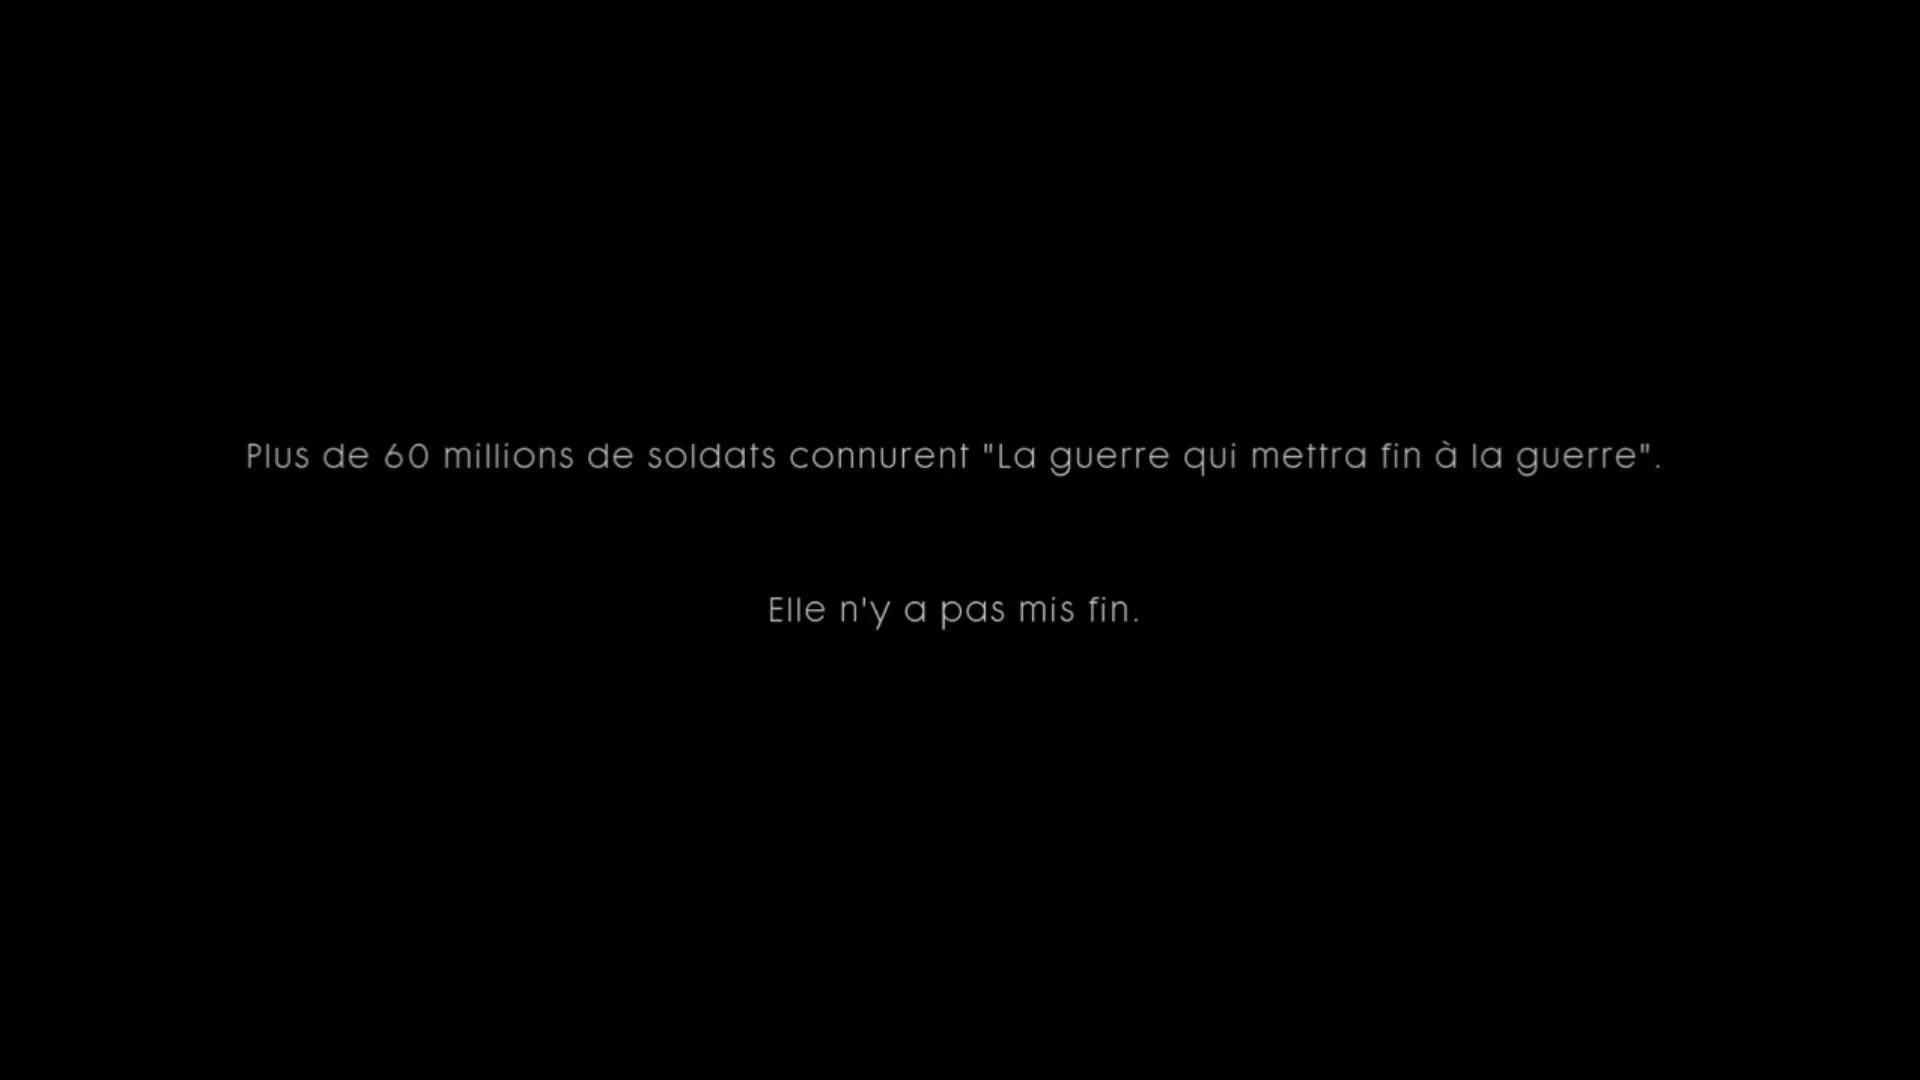 Plus de 60 millions de soldats connurent "La guerre qui mettra fin à la guerre".
Elle n'y a pas mis fin.